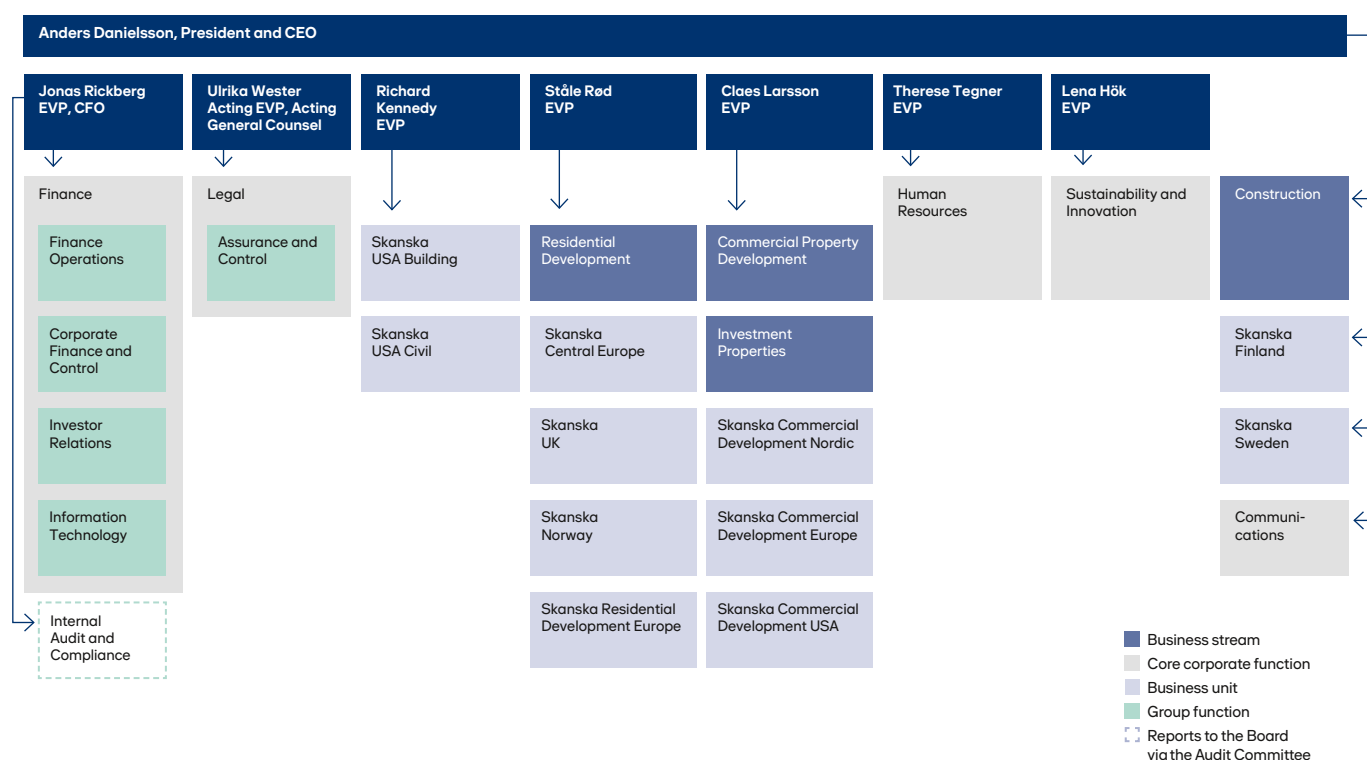 Anders Danielsson, President and CEO
Jonas Rickberg
EVP, CFO
Ulrika Wester
Acting EVP, Acting
General Counsel
Richard
Kennedy
EVP
Ståle Rød
EVP
Claes Larsson
EVP
Therese Tegner
EVP
Lena Hök
EVP
Finance
Finance
Operations
Corporate
Finance and
Control
Investor
Relations
Information
Technology
Internal
Audit and
Compliance
Legal
Assurance and
Control
Skanska
USA Building
Skanska
USA Civil
Residential
Development
Skanska
Central Europe
Skanska
UK
Skanska
Norway
Skanska Residential
Development Europe
Commercial Property
Development
Investment
Properties
Skanska Commercial
Development Nordic
Skanska Commercial
Development Europe
Skanska Commercial
Development USA
Human
Resources
Sustainability and
Innovation
Construction
Skanska
Finland
Skanska
Sweden
Communi-
cations
Business stream
Core corporate function
Business unit
Group function
Reports to the Board
via the Audit Committee